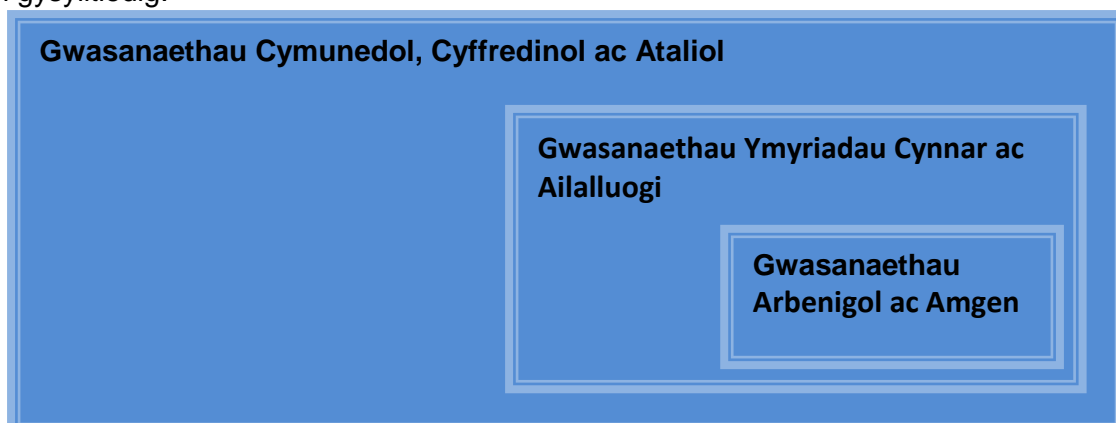 Gwasanaethau Cymunedol, Cyffredinol ac Ataliol
Gwasanaethau Ymyriadau Cynnar ac
Ailalluogi
Gwasanaethau
Arbenigol ac Amgen